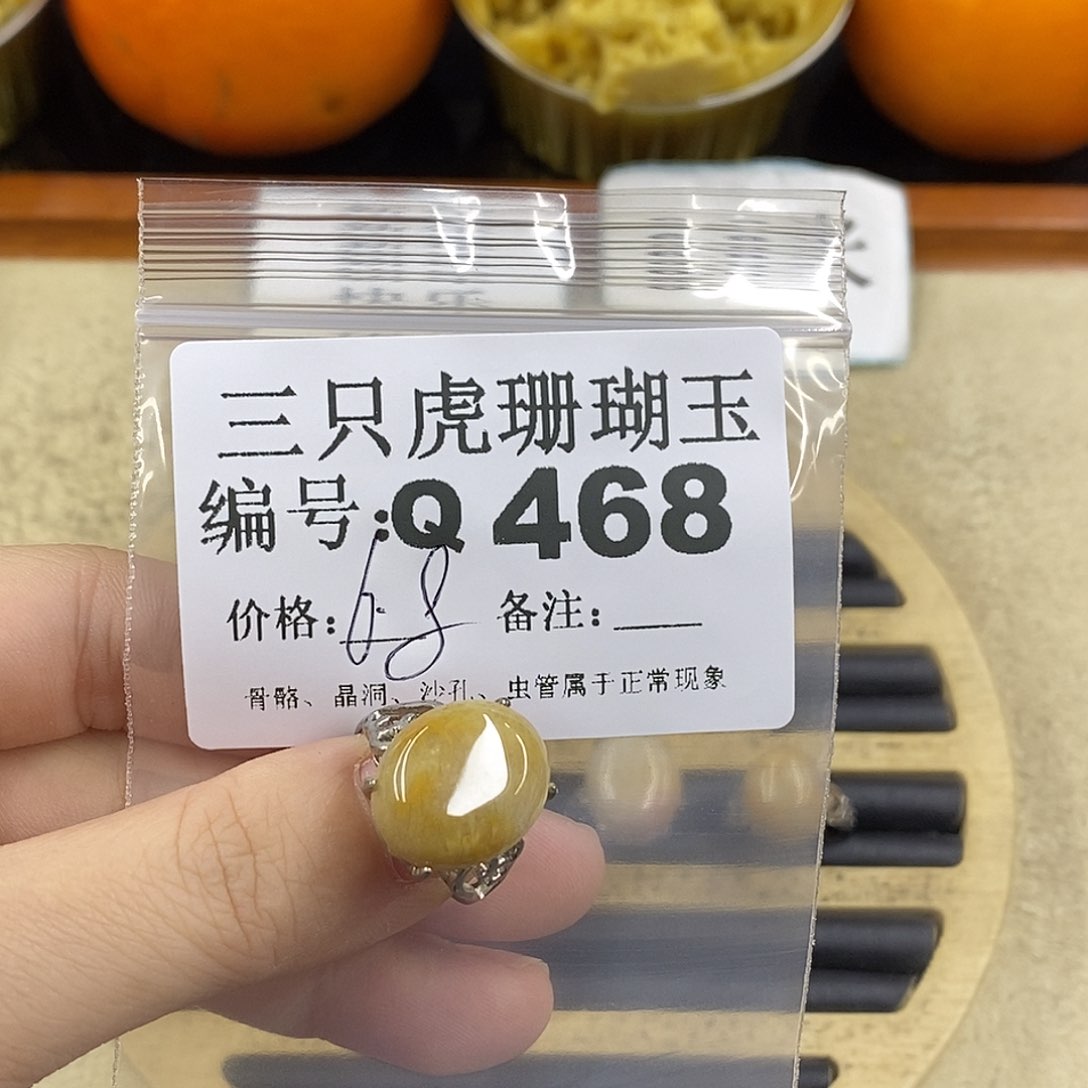 三只虎珊瑚玉
编号:Q 468
价格:68 备注:____
骨骼、晶洞、沙孔、虫管属于正常现象